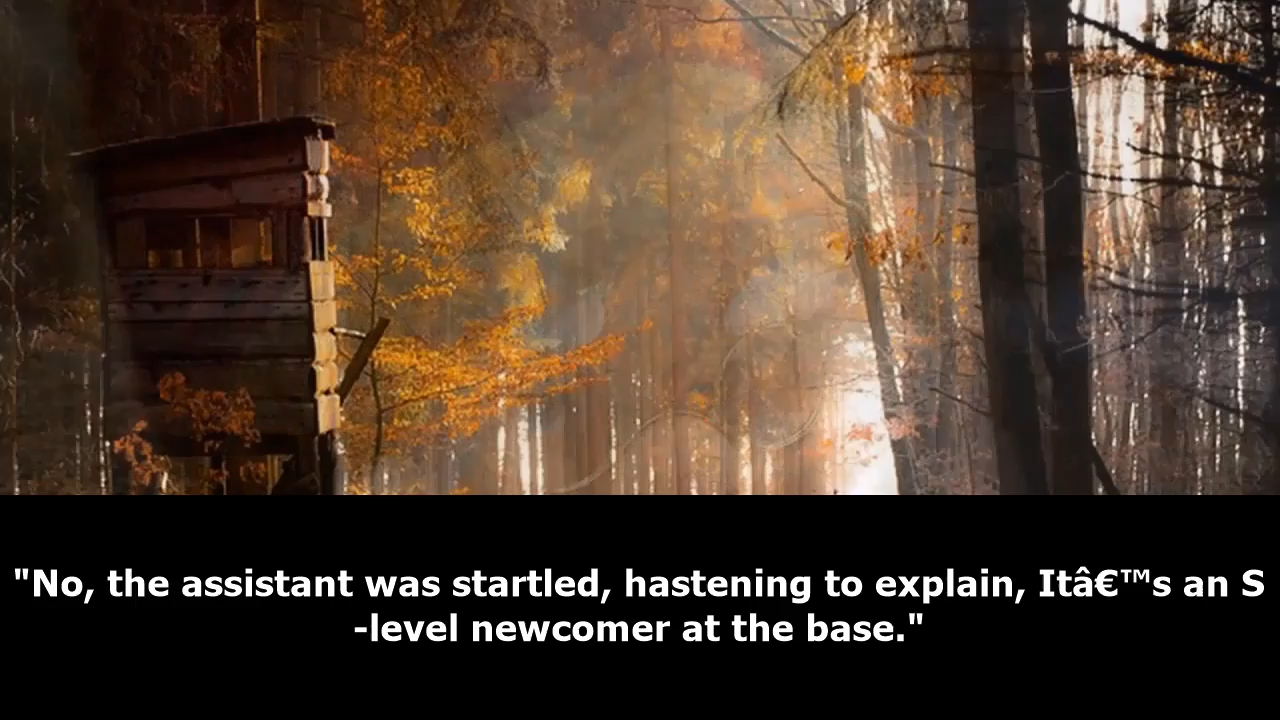 "No, the assistant was startled, hastening to explain, Itâ€™s an S
-level newcomer at the base."